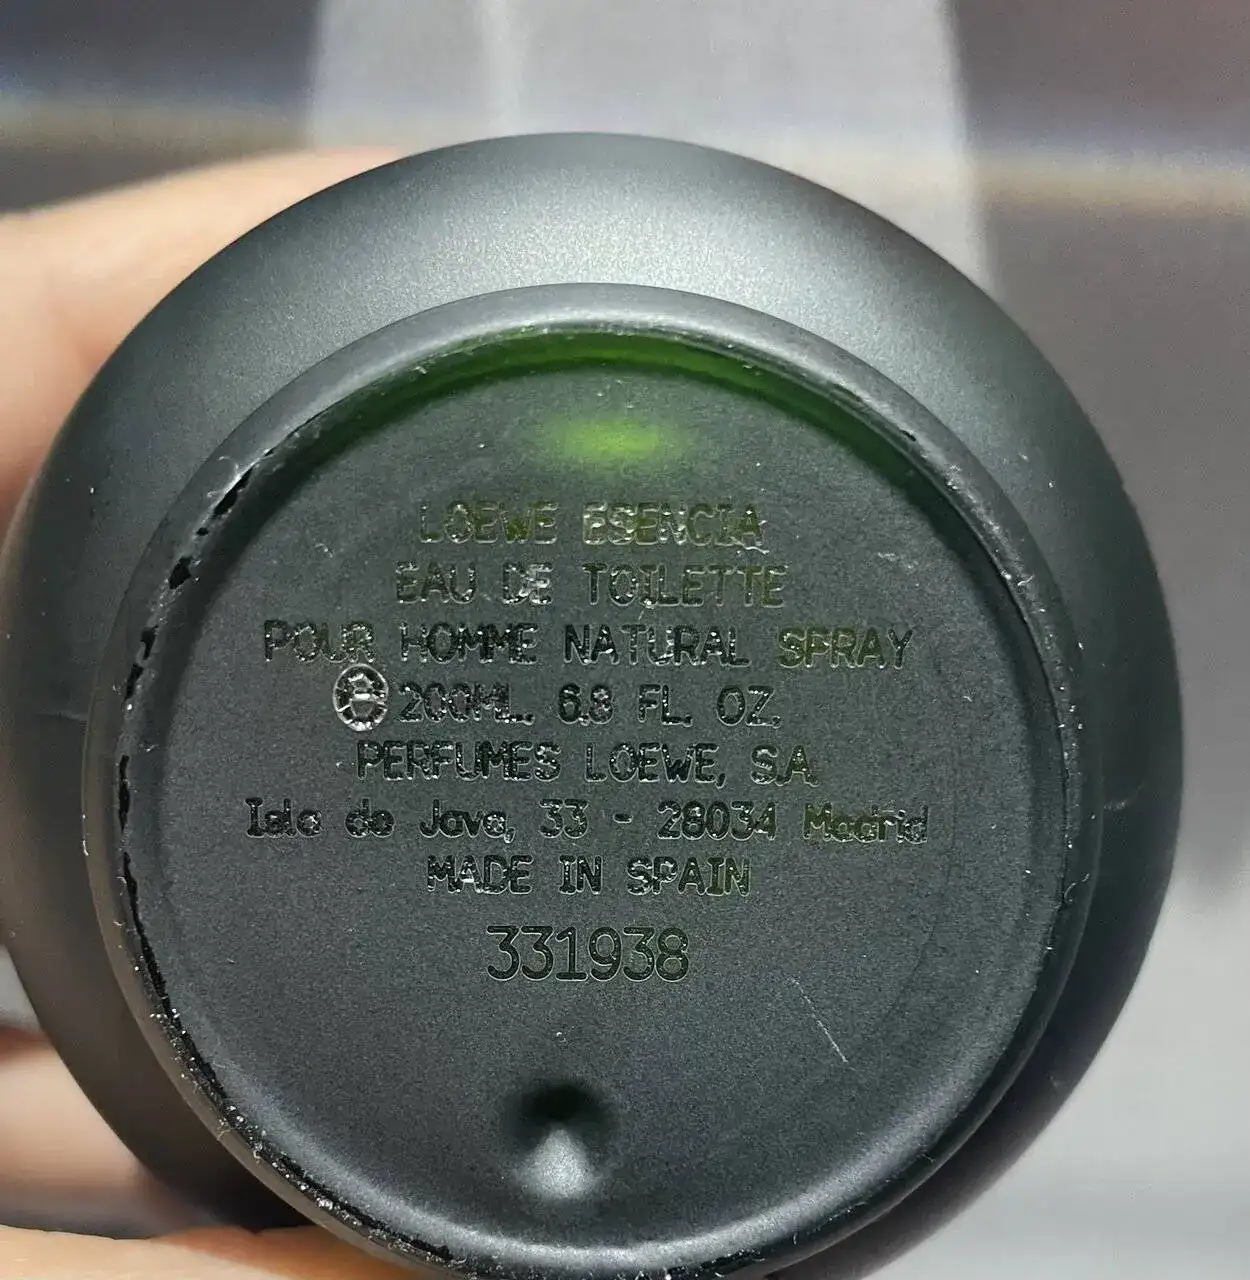 LOEWE ESENCIA
EAU DE TOILETTE
POUR HOMME NATURAL SPRAY
200ML. 6.8 FL. OZ.
PERFUMES LOEWE, S.A.
Isla de Java, 33 - 28034 Madrid
MADE IN SPAIN
331938